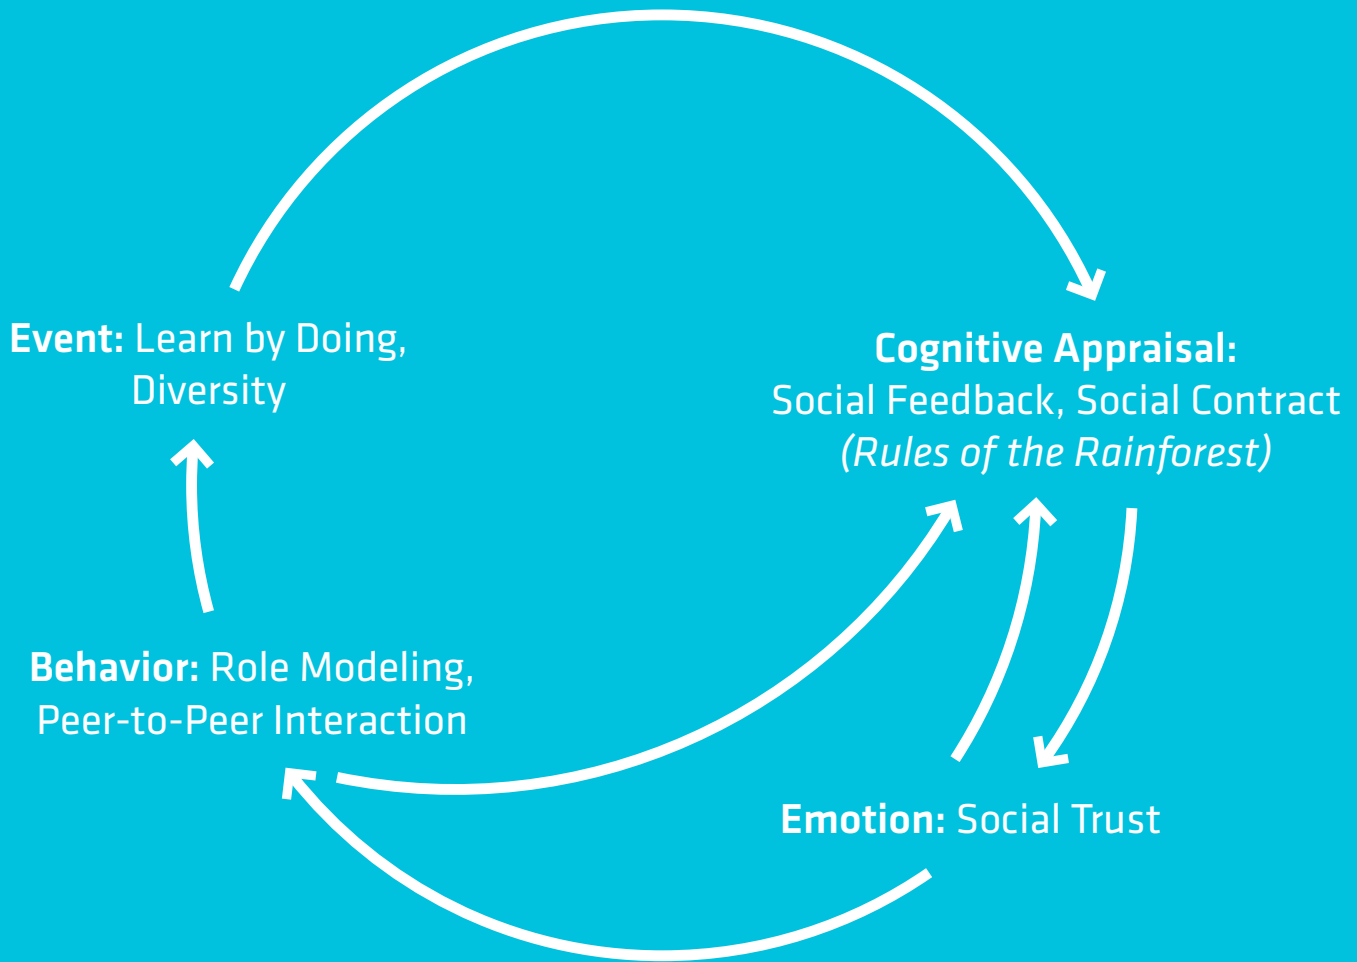 Event: Learn by Doing,
Diversity
Cognitive Appraisal:
Social Feedback, Social Contract
(Rules of the Rainforest)
Behavior: Role Modeling,
Peer-to-Peer Interaction
Emotion: Social Trust